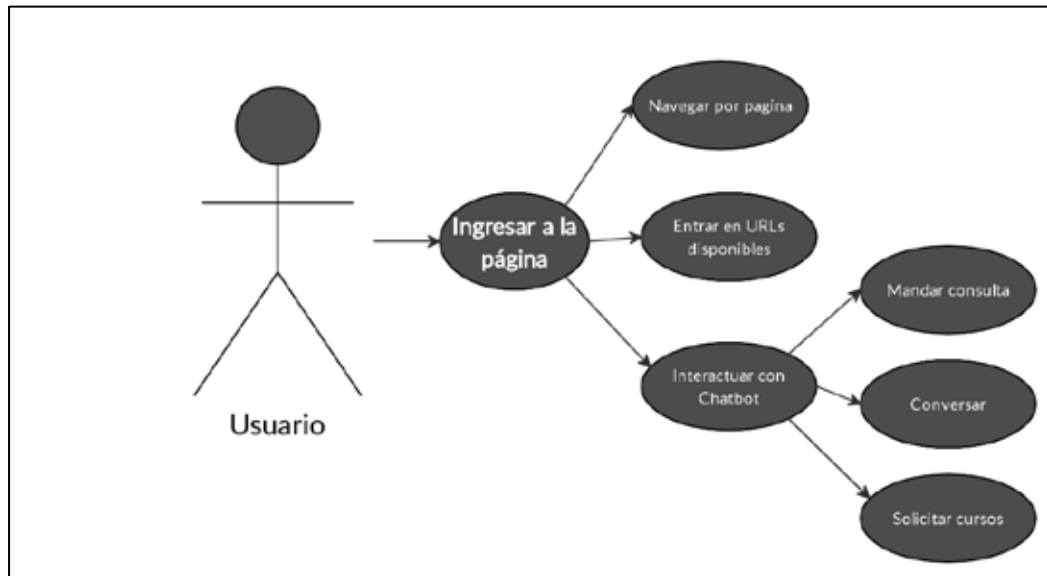 Navegar por pagina
Ingresar a la
página
Entrar en URLs
disponibles
Mandar consulta
Interactuar con
Chatbot
Conversar
Usuario
Solicitar cursos